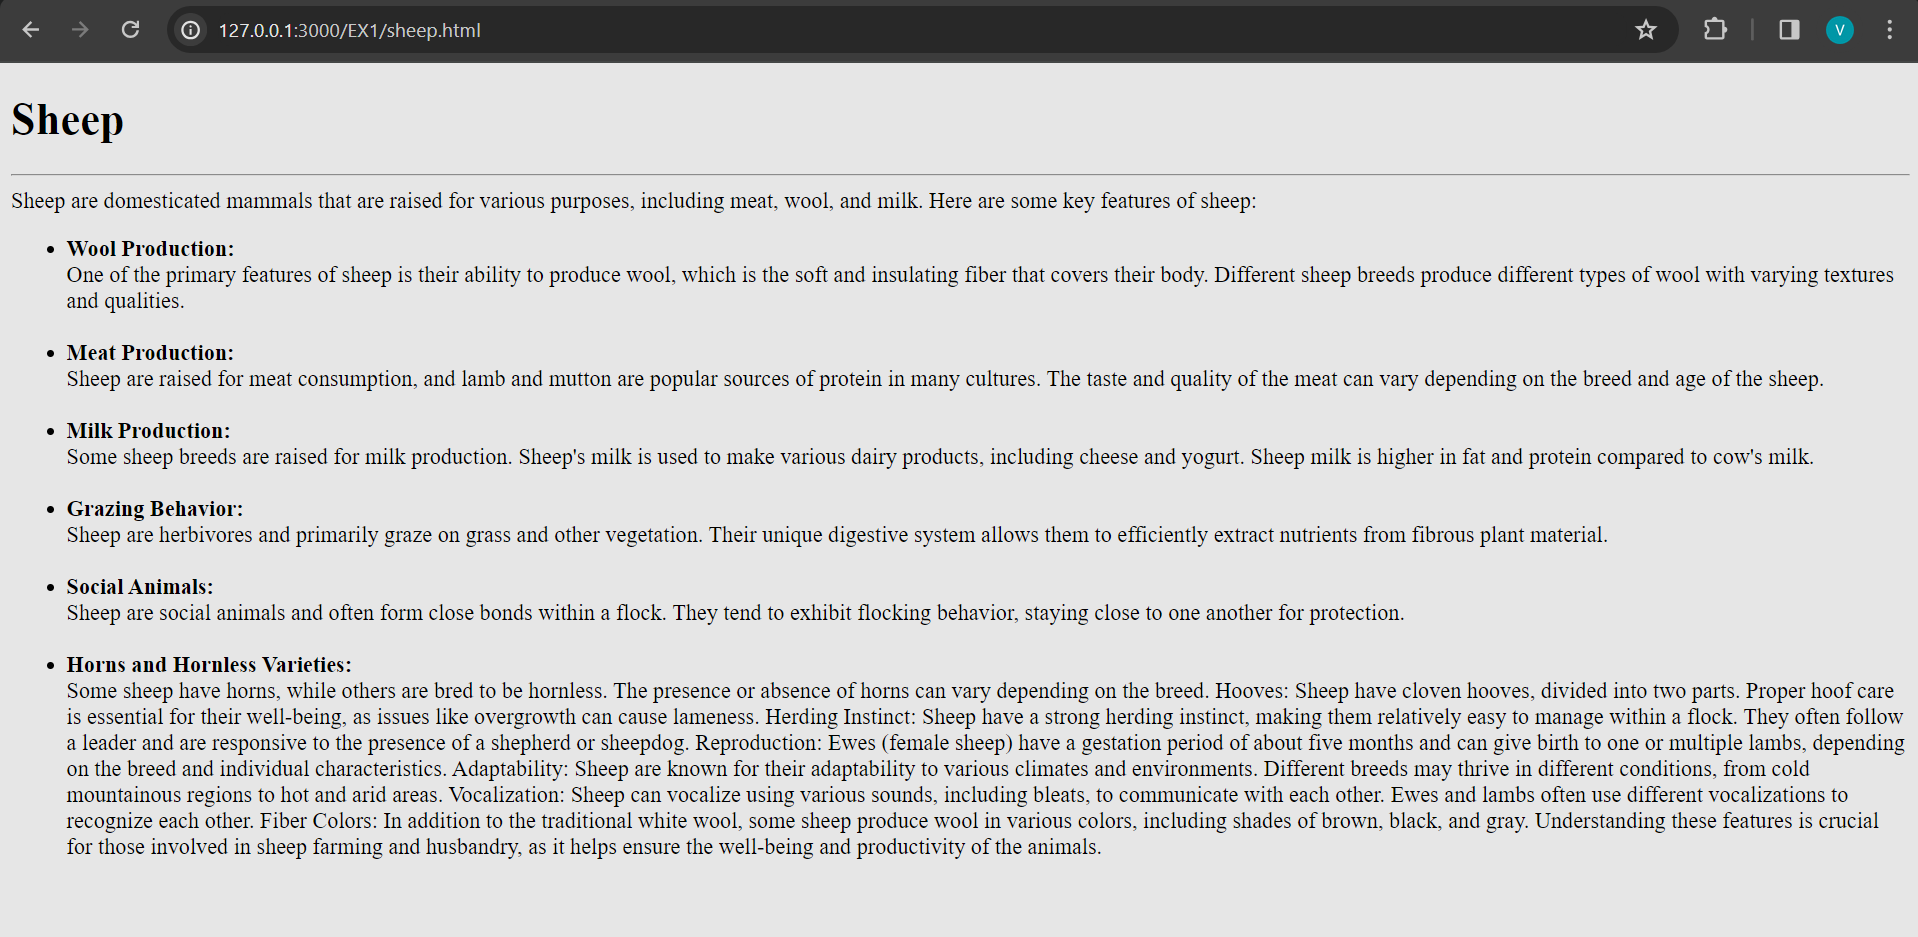 127.0.0.1:3000/EX1/sheep.html
V
Sheep
Sheep are domesticated mammals that are raised for various purposes, including meat, wool, and milk. Here are some key features of sheep:
• Wool Production:
One of the primary features of sheep is their ability to produce wool, which is the soft and insulating fiber that covers their body. Different sheep breeds produce different types of wool with varying textures
and qualities.
• Meat Production:
Sheep are raised for meat consumption, and lamb and mutton are popular sources of protein in many cultures. The taste and quality of the meat can vary depending on the breed and age of the sheep.
• Milk Production:
Some sheep breeds are raised for milk production. Sheep's milk is used to make various dairy products, including cheese and yogurt. Sheep milk is higher in fat and protein compared to cow's milk.
• Grazing Behavior:
Sheep are herbivores and primarily graze on grass and other vegetation. Their unique digestive system allows them to efficiently extract nutrients from fibrous plant material.
• Social Animals:
Sheep are social animals and often form close bonds within a flock. They tend to exhibit flocking behavior, staying close to one another for protection.
• Horns and Hornless Varieties:
Some sheep have horns, while others are bred to be hornless. The presence or absence of horns can vary depending on the breed. Hooves: Sheep have cloven hooves, divided into two parts. Proper hoof care
is essential for their well-being, as issues like overgrowth can cause lameness. Herding Instinct: Sheep have a strong herding instinct, making them relatively easy to manage within a flock. They often follow
a leader and are responsive to the presence of a shepherd or sheepdog. Reproduction: Ewes (female sheep) have a gestation period of about five months and can give birth to one or multiple lambs, depending
on the breed and individual characteristics. Adaptability: Sheep are known for their adaptability to various climates and environments. Different breeds may thrive in different conditions, from cold
mountainous regions to hot and arid areas. Vocalization: Sheep can vocalize using various sounds, including bleats, to communicate with each other. Ewes and lambs often use different vocalizations to
recognize each other. Fiber Colors: In addition to the traditional white wool, some sheep produce wool in various colors, including shades of brown, black, and gray. Understanding these features is crucial
for those involved in sheep farming and husbandry, as it helps ensure the well-being and productivity of the animals.